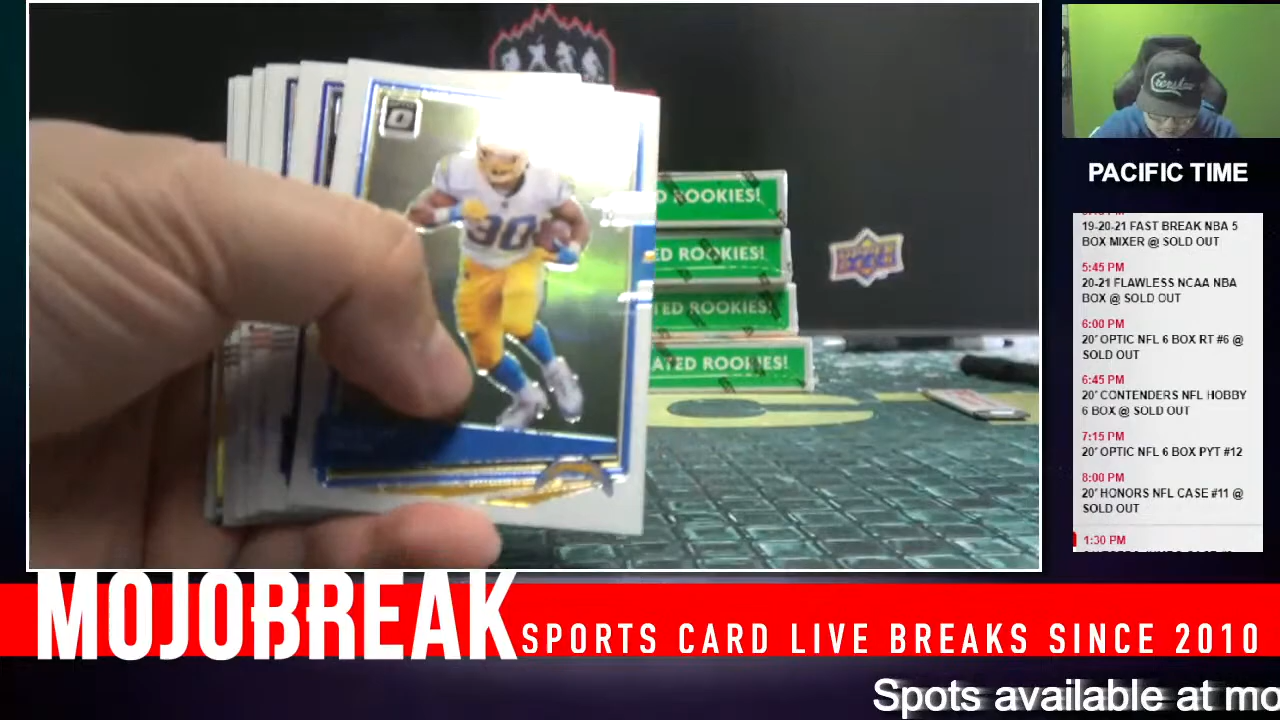 PACIFIC TIME
19-20-21 FAST BREAK NBA 5
BOX MIXER @ SOLD OUT
5:45 PM
20-21 FLAWLESS NCAA NBA
BOX @ SOLD OUT
6:00 PM
20' OPTIC NFL 6 BOX RT #6 @
SOLD OUT
6:45 PM
20' CONTENDERS NFL HOBBY
6 BOX @ SOLD OUT
7:15 PM
20' OPTIC NFL 6 BOX PYT #12
8:00 PM
20' HONORS NFL CASE #11 @
SOLD OUT
1:30 PM
D ROOKIES!
ED ROOKIES!
TED ROOKIES!
ATED ROOKIES!
30
MOJOBREAK
SPORTS CARD LIVE BREAKS SINCE 2010
Spots available at mo